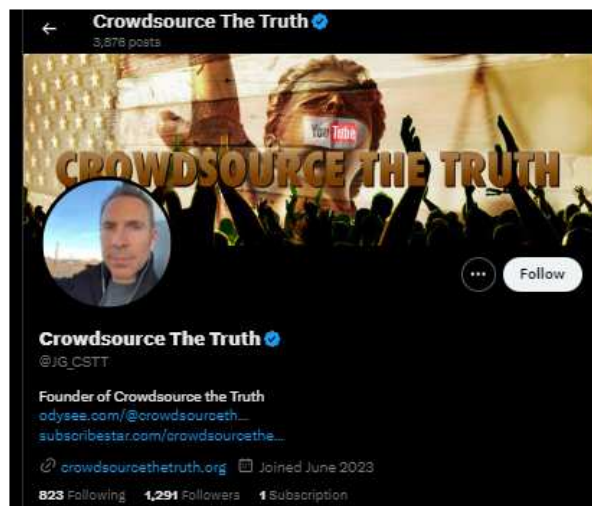 Crowdsource The Truth
3,876 posts
YouTube
CROWDSOURCE THE TRUTH
Follow
Crowdsource The Truth
@JG_CSTT
Founder of Crowdsource the Truth
odysee.com/@crowdsourceth...
subscribestar.com/crowdsourcethe...
crowdsourcethetruth.org Joined June 2023
823 Following 1,291 Followers 1 Subscription